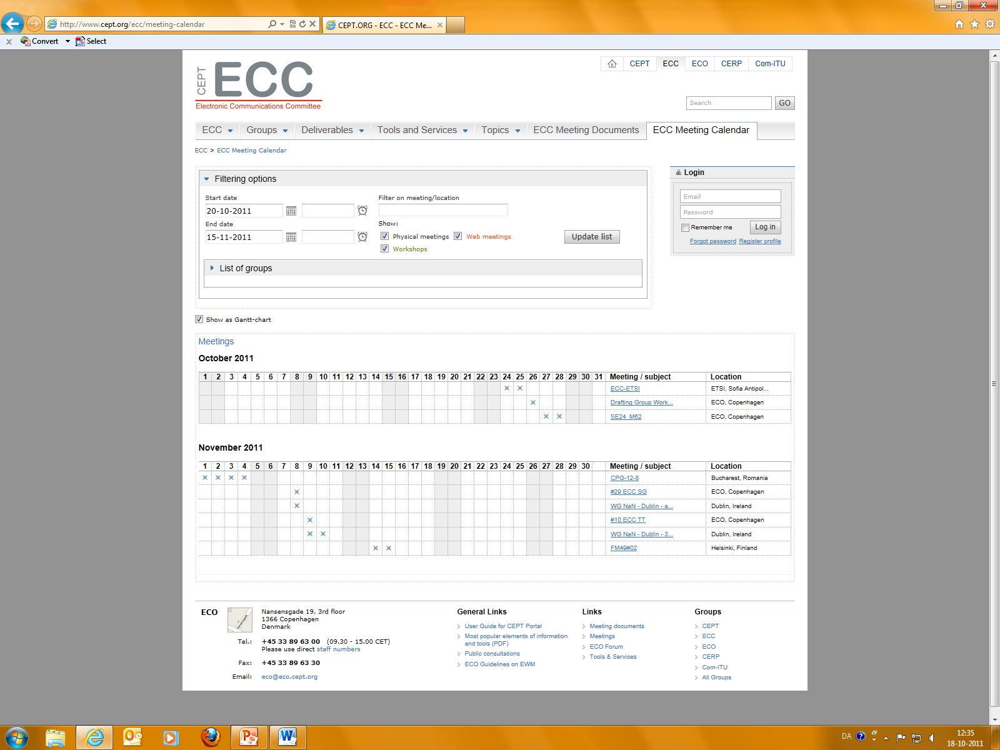 http://www.cept.org/ecc/meeting-calendar
CEPT.ORG - ECC - ECC Me...
x Convert Select
CEPT ECC
Electronic Communications Committee
CEPT ECC ECO CERP Com-ITU
Search GO
ECC Groups Deliverables Tools and Services Topics ECC Meeting Documents ECC Meeting Calendar
ECC > ECC Meeting Calendar
Filtering options
Start date
20-10-2011
End date
15-11-2011
Filter on meeting/location
Show:
Physical meetings Web meetings
Workshops
Update list
List of groups
Login
Email
Password
Remember me Log in
Forgot password Register profile
Show as Gantt-chart
Meetings
October 2011
1 2 3 4 5 6 7 8 9 10 11 12 13 14 15 16 17 18 19 20 21 22 23 24 25 26 27 28 29 30 31 Meeting / subject Location
ECC-ETSI ETSI, Sofia Antipol...
Drafting Group Work... ECO, Copenhagen
SE24_M62 ECO, Copenhagen
November 2011
1 2 3 4 5 6 7 8 9 10 11 12 13 14 15 16 17 18 19 20 21 22 23 24 25 26 27 28 29 30 Meeting / subject Location
CPG-12-8 Bucharest, Romania
#29 ECC SG ECO, Copenhagen
WG NaN - Dublin - a... Dublin, Ireland
#10 ECC TT ECO, Copenhagen
WG NaN - Dublin - 3... Dublin, Ireland
FM49#02 Helsinki, Finland
ECO
Nansensgade 19, 3rd floor
1366 Copenhagen
Denmark
Tel.: +45 33 89 63 00 (09.30 - 15.00 CET)
Please use direct staff numbers
Fax: +45 33 89 63 30
Email: eco@eco.cept.org
General Links
User Guide for CEPT Portal
Most popular elements of information
and tools (PDF)
Public consultations
ECO Guidelines on EWM
Links
Meeting documents
Meetings
ECO Forum
Tools & Services
Groups
CEPT
ECC
ECO
CERP
Com-ITU
All Groups
DA
12:35
18-10-2011